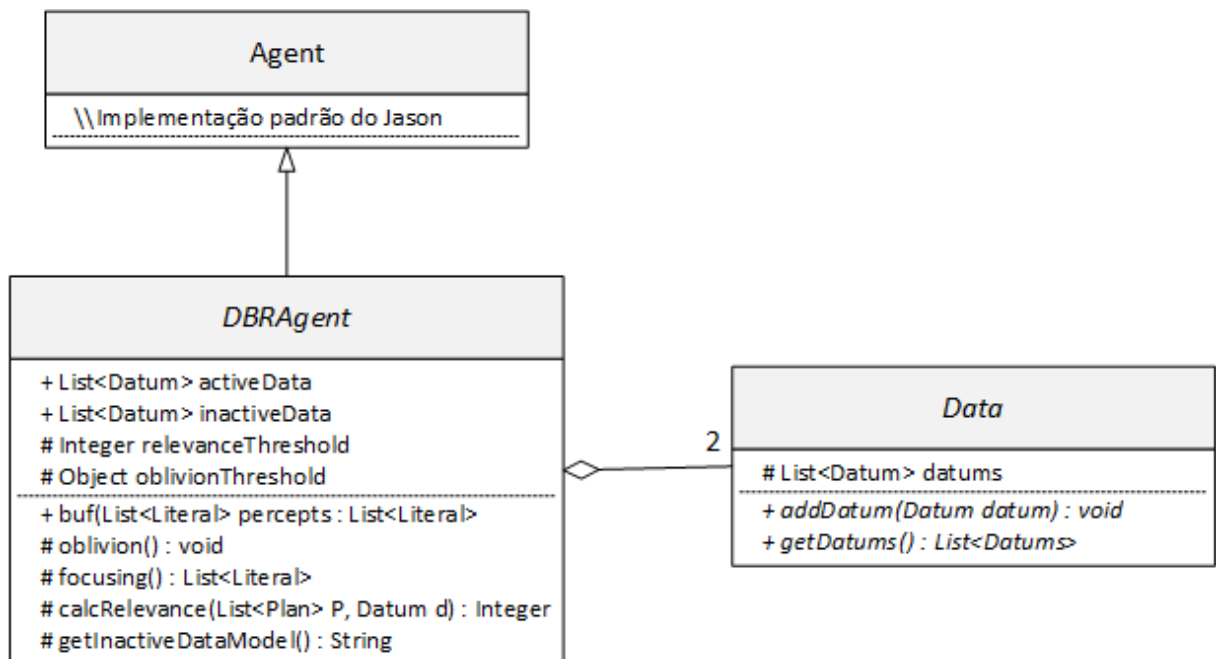 Agent
\\Implementação padrão do Jason
DBRAgent
+ List<Datum> activeData
+ List<Datum> inactiveData
# Integer relevanceThreshold
# Object oblivionThreshold
+ buf(List<Literal> percepts : List<Literal>
# oblivion() : void
# focusing() : List<Literal>
# calcRelevance(List<Plan> P, Datum d) : Integer
# getInactiveDataModel() : String
2
Data
# List<Datum> datums
+ addDatum(Datum datum) : void
+ getDatums() : List<Datums>